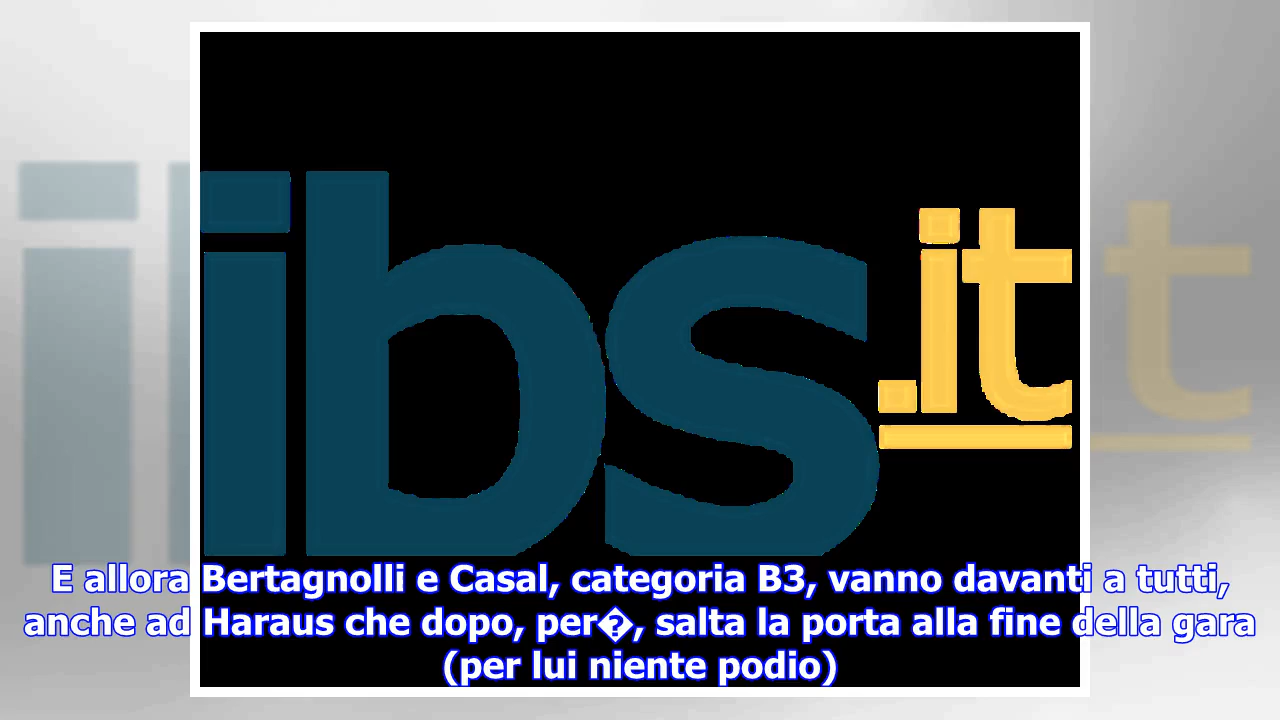 ibs.it
E allora Bertagnolli e Casal, categoria B3, vanno davanti a tutti,
anche ad Haraus che dopo, per�, salta la porta alla fine della gara
(per lui niente podio)